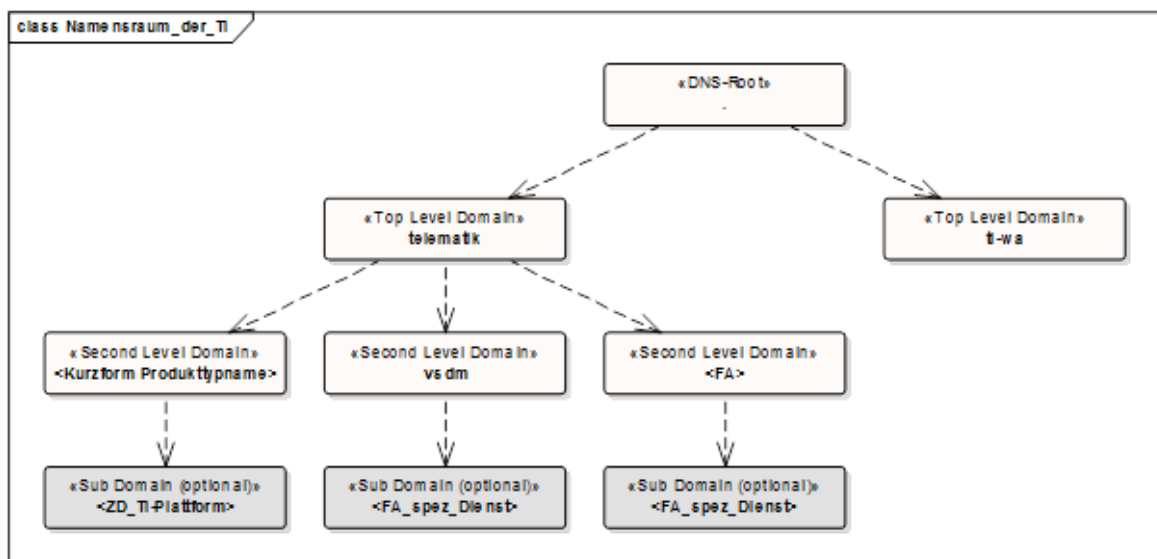 class Namensraum_der_TI
«DNS-Root»
.
«Top Level Domain»
telematik
«Top Level Domain»
ti-wa
«Second Level Domain»
<Kurzform Produkttypname>
«Second Level Domain»
vsdm
«Second Level Domain»
<FA>
«Sub Domain (optional)»
<ZD_TI-Plattform>
«Sub Domain (optional)»
<FA_spez_Dienst>
«Sub Domain (optional)»
<FA_spez_Dienst>